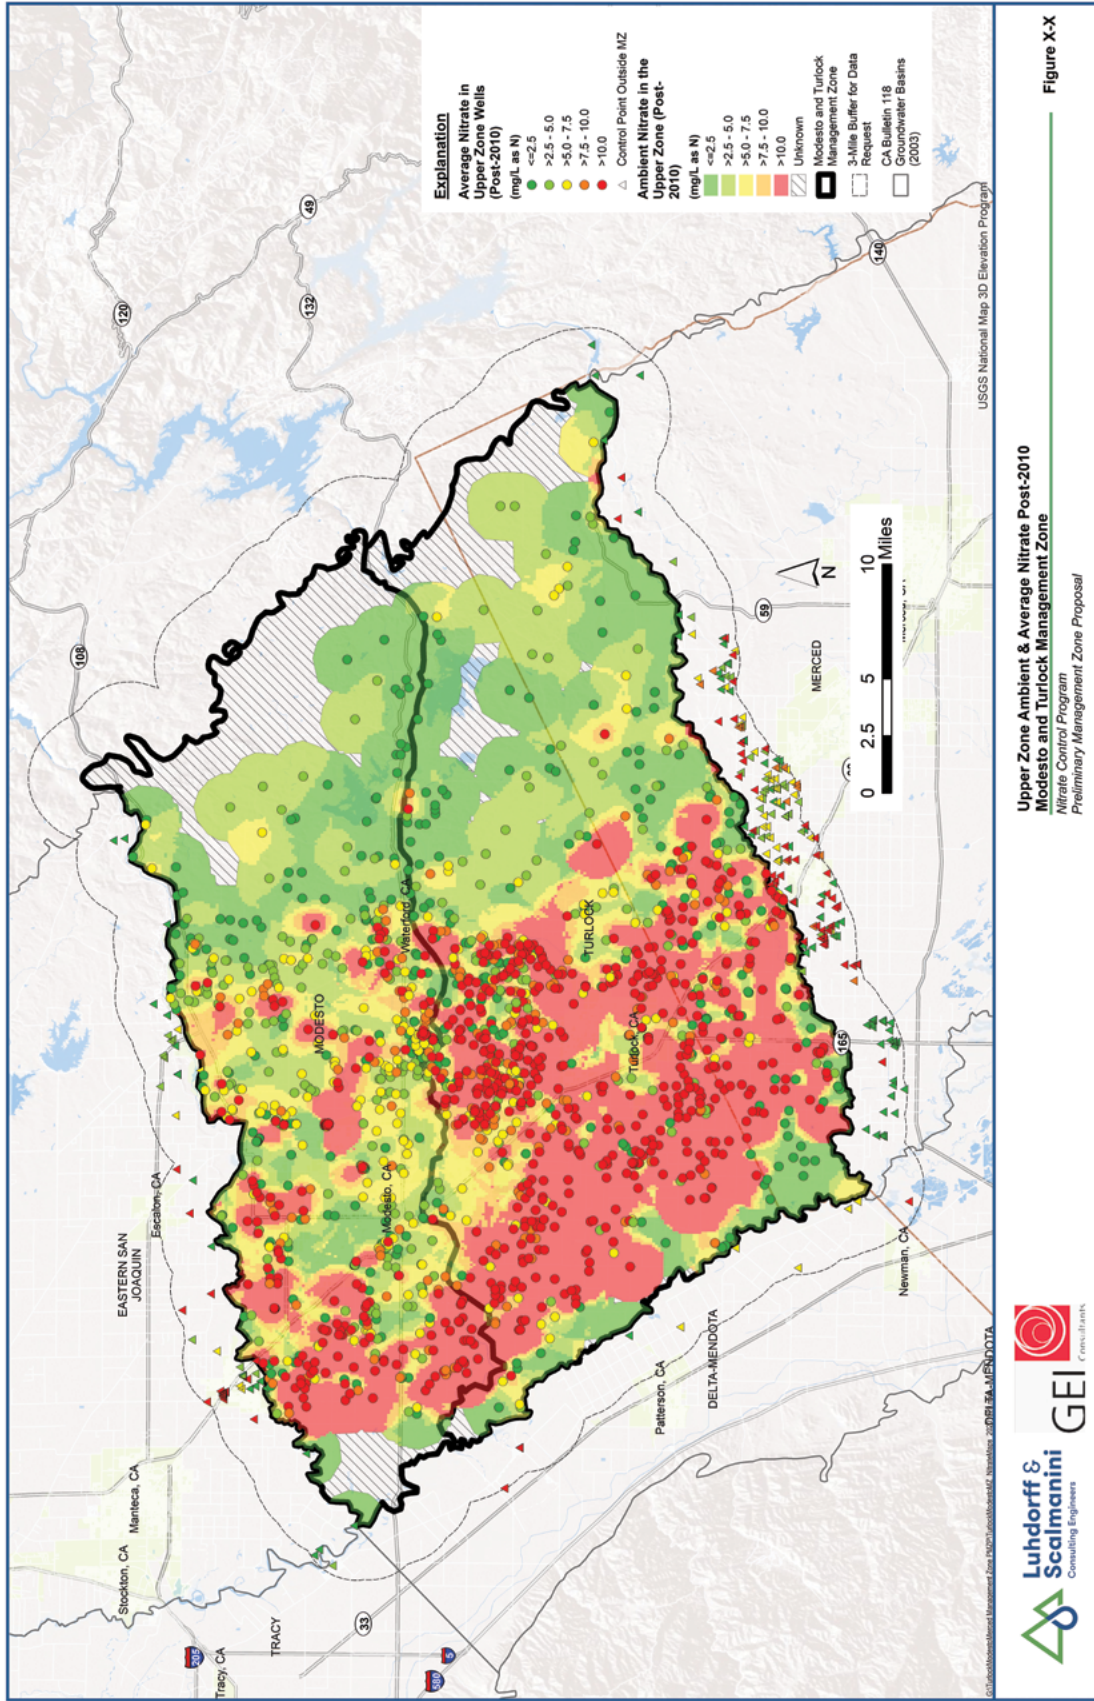 Explanation
Average Nitrate in
Upper Zone Wells
(Post-2010)
(mg/L as N)
<=2.5
>2.5 - 5.0
>5.0 - 7.5
>7.5 - 10.0
>10.0
Control Point Outside MZ
Ambient Nitrate in the
Upper Zone (Post-
2010)
(mg/L as N)
<=2.5
>2.5 - 5.0
>5.0 - 7.5
>7.5 - 10.0
>10.0
Unknown
Modesto and Turlock
Management Zone
3-Mile Buffer for Data
Request
CA Bulletin 118
Groundwater Basins
(2003)
120
49
108
132
140
59
165
33
205
580
5
Stockton, CA
Manteca, CA
Tracy, CA
TRACY
EASTERN SAN
JOAQUIN
Escalon, CA
MODESTO
Modesto, CA
Waterford, CA
TURLOCK
Turlock, CA
MERCED
Patterson, CA
DELTA-MENDOTA
Newman, CA
DELTA-MENDOTA
N
0 2.5 5 10
Miles
USGS National Map 3D Elevation Program
Upper Zone Ambient & Average Nitrate Post-2010
Modesto and Turlock Management Zone
Nitrate Control Program
Preliminary Management Zone Proposal
Figure X-X
Luhdorff &
Scalmanini
Consulting Engineers
GEI
Consultants